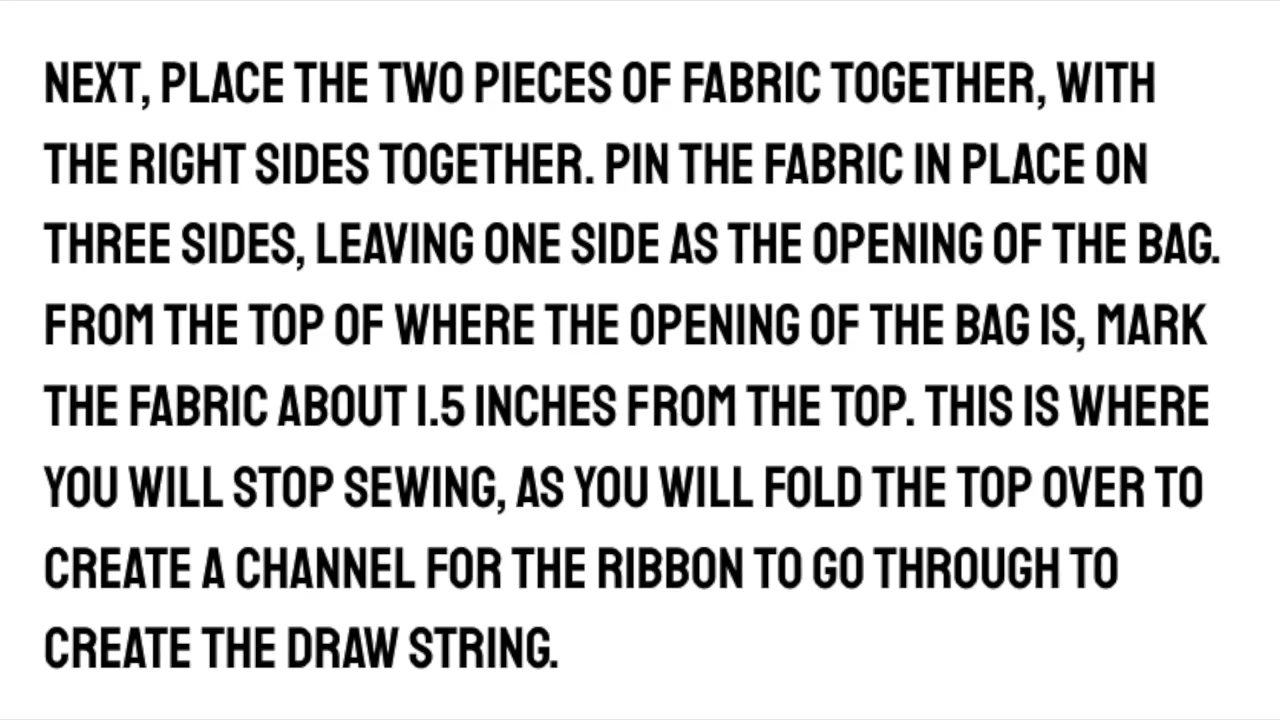 NEXT, PLACE THE TWO PIECES OF FABRIC TOGETHER, WITH
THE RIGHT SIDES TOGETHER. PIN THE FABRIC IN PLACE ON
THREE SIDES, LEAVING ONE SIDE AS THE OPENING OF THE BAG.
FROM THE TOP OF WHERE THE OPENING OF THE BAG IS, MARK
THE FABRIC ABOUT 1.5 INCHES FROM THE TOP. THIS IS WHERE
YOU WILL STOP SEWING, AS YOU WILL FOLD THE TOP OVER TO
CREATE A CHANNEL FOR THE RIBBON TO GO THROUGH TO
CREATE THE DRAW STRING.